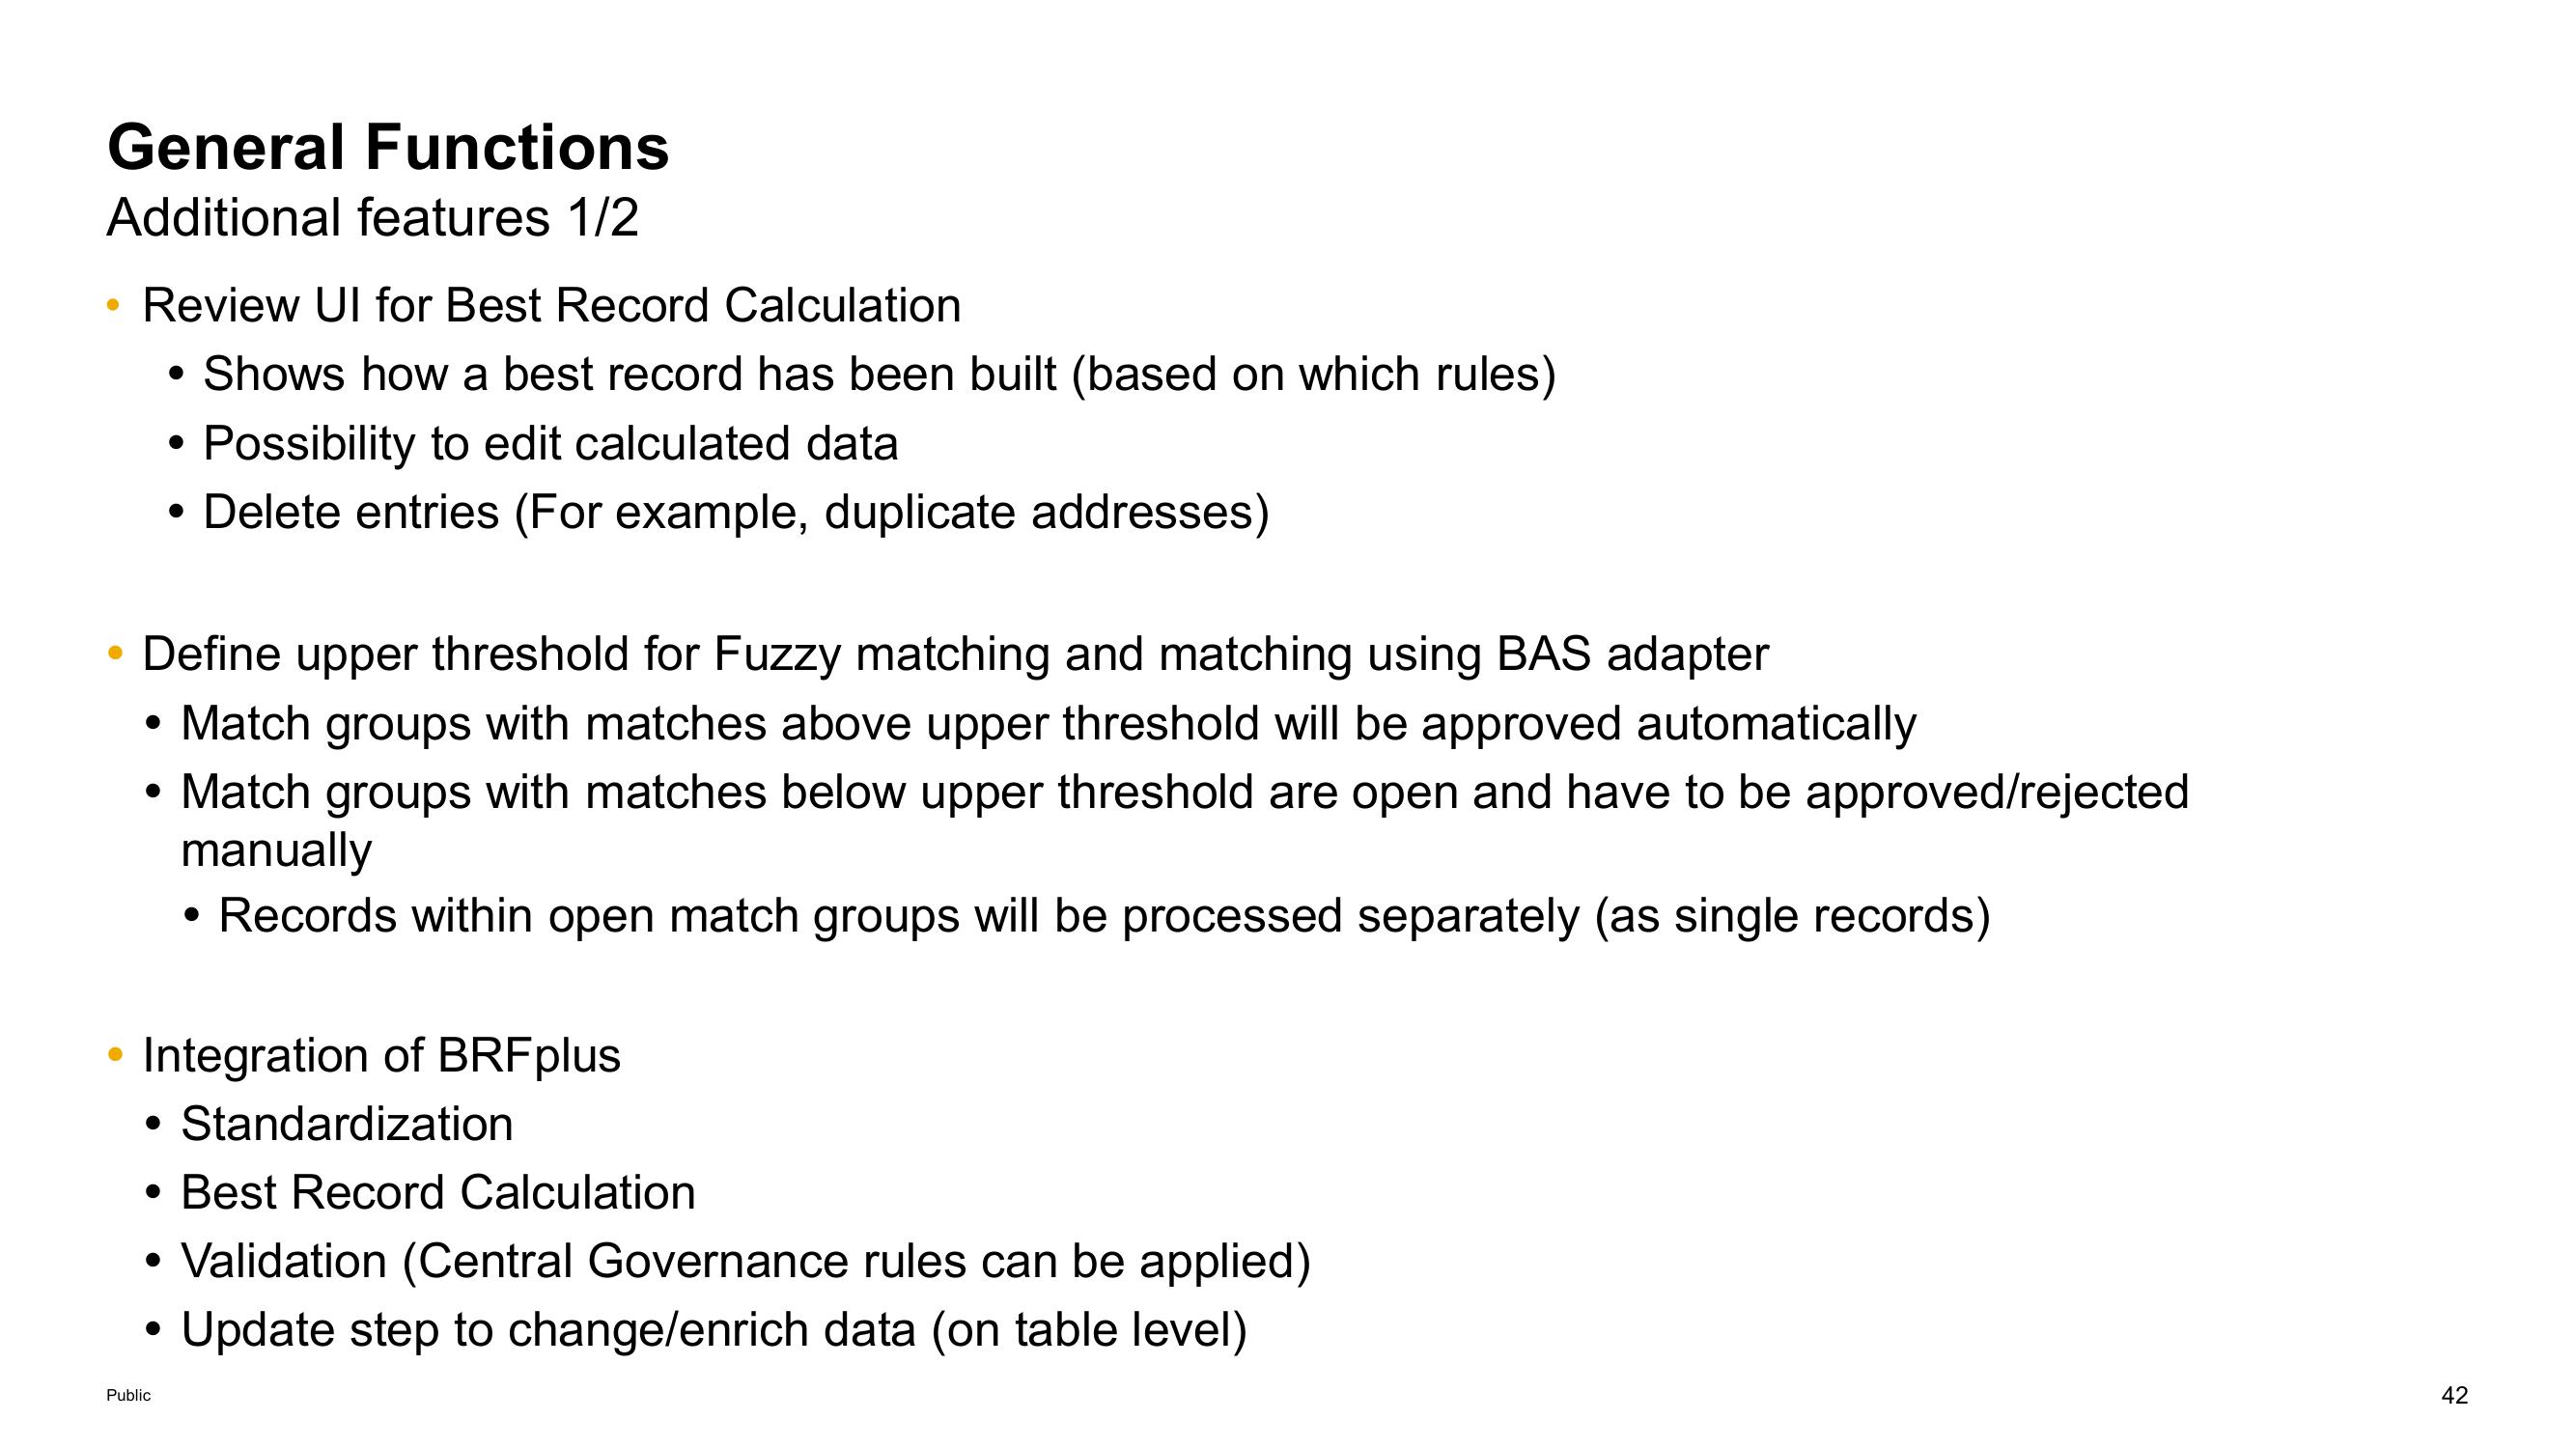 General Functions
Additional features 1/2
• Review UI for Best Record Calculation
• Shows how a best record has been built (based on which rules)
• Possibility to edit calculated data
• Delete entries (For example, duplicate addresses)
• Define upper threshold for Fuzzy matching and matching using BAS adapter
• Match groups with matches above upper threshold will be approved automatically
• Match groups with matches below upper threshold are open and have to be approved/rejected
manually
• Records within open match groups will be processed separately (as single records)
• Integration of BRFplus
• Standardization
• Best Record Calculation
• Validation (Central Governance rules can be applied)
• Update step to change/enrich data (on table level)
Public
42